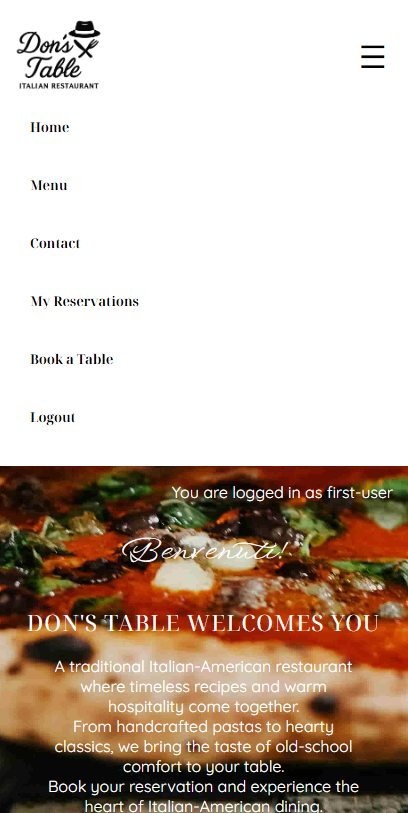 Don's
Table
ITALIAN RESTAURANT
Home
Menu
Contact
My Reservations
Book a Table
Logout
You are logged in as first-user
Benvenuti!
DON'S TABLE WELCOMES YOU
A traditional Italian-American restaurant
where timeless recipes and warm
hospitality come together.
From handcrafted pastas to hearty
classics, we bring the taste of old-school
comfort to your table.
Book your reservation and experience the
heart of Italian-American dining.